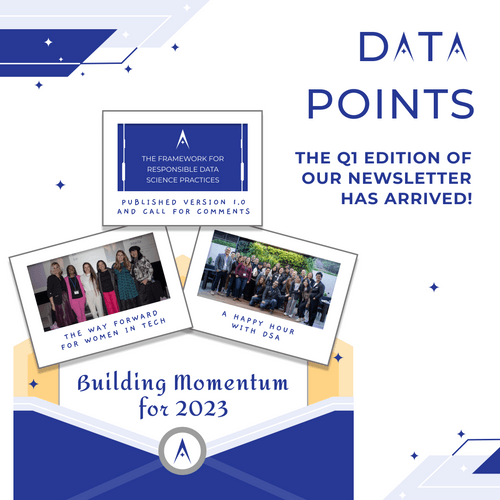 DATA
POINTS
THE Q1 EDITION OF
OUR NEWSLETTER
HAS ARRIVED!
THE FRAMEWORK FOR
RESPONSIBLE DATA
SCIENCE PRACTICES
PUBLISHED VERSION 1.0
AND CALL FOR COMMENTS
THE WAY FORWARD
FOR WOMEN IN TECH
A HAPPY HOUR
WITH DSA
Building Momentum
for 2023